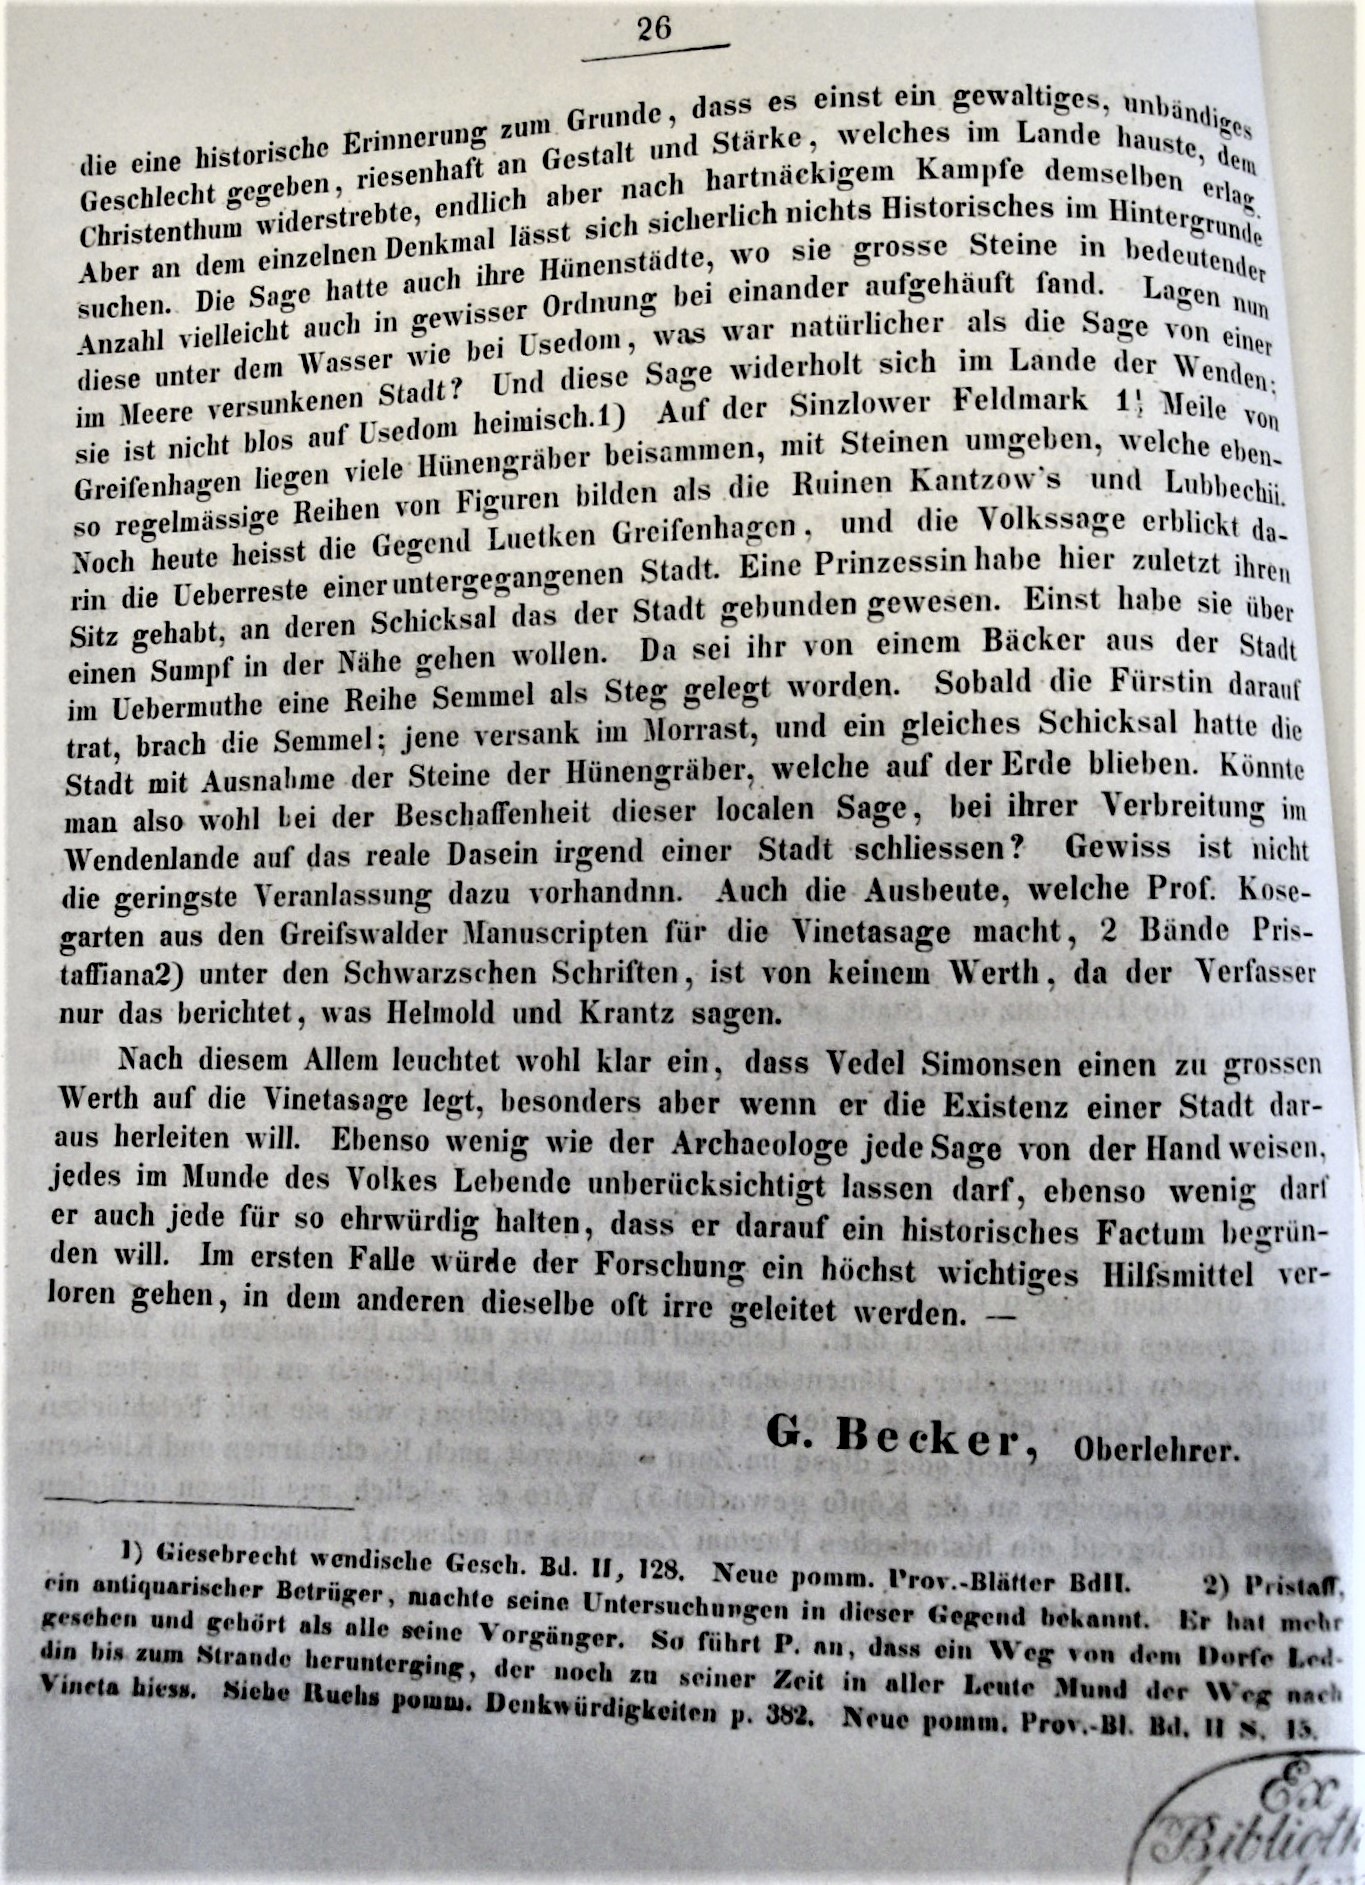 26
die eine historische Erinnerung zum Grunde, dass es einst ein gewaltiges, unbändiges
Geschlecht gegeben, riesenhaft an Gestalt und Stärke, welches im Lande hauste, dem
Christenthum widerstrebte, endlich aber nach hartnäckigem Kampfe demselben erlag.
Aber an dem einzelnen Denkmal lässt sich sicherlich nichts Historisches im Hintergrunde
suchen. Die Sage hatte auch ihre Hünenstädte, wo sie grosse Steine in bedeutender
Anzahl vielleicht auch in gewisser Ordnung bei einander aufgehäuft fand. Lagen nun
diese unter dem Wasser wie bei Usedom, was war natürlicher als die Sage von einer
im Meere versunkenen Stadt? Und diese Sage widerholt sich im Lande der Wenden;
sie ist nicht blos auf Usedom heimisch.1) Auf der Sinzlower Feldmark Meile von
Greifenhagen liegen viele Hünengräber beisammen, mit Steinen umgeben, welche eben-
so regelmässige Reihen von Figuren bilden als die Ruinen Kantzow's und Lubbechii.
Noch heute heisst die Gegend Luetken Greifenhagen, und die Volkssage erblickt da-
rin die Ueberreste einer untergegangenen Stadt. Eine Prinzessin habe hier zuletzt ihren
Sitz gehabt, an deren Schicksal das der Stadt gebunden gewesen. Einst habe sie über
einen Sumpf in der Nähe gehen wollen. Da sei ihr von einem Bäcker aus der Stadt
im Uebermuthe eine Reihe Semmel als Steg gelegt worden. Sobald die Fürstin darauf
trat, brach die Semmel; jene versank im Morrast, und ein gleiches Schicksal hatte die
Stadt mit Ausnahme der Steine der Hünengräber, welche auf der Erde blieben. Könnte
man also wohl bei der Beschaffenheit dieser localen Sage, bei ihrer Verbreitung im
Wendenlande auf das reale Dasein irgend einer Stadt schliessen? Gewiss ist nicht
die geringste Veranlassung dazu vorhandnn. Auch die Ausbeute, welche Prof. Kose-
garten aus den Greifswalder Manuscripten für die Vinetasage macht, 2 Bände Pris-
taffiana2) unter den Schwarzschen Schriften, ist von keinem Werth, da der Verfasser
nur das berichtet, was Helmold und Krantz sagen.
Nach diesem Allem leuchtet wohl klar ein, dass Vedel Simonsen einen zu grossen
Werth auf die Vinetasage legt, besonders aber wenn er die Existenz einer Stadt dar-
aus herleiten will. Ebenso wenig wie der Archaeologe jede Sage von der Hand weisen,
jedes im Munde des Volkes Lebende unberücksichtigt lassen darf, ebenso wenig darf
er auch jede für so ehrwürdig halten, dass er darauf ein historisches Factum begrün-
den will. Im ersten Falle würde der Forschung ein höchst wichtiges Hilfsmittel ver-
loren gehen, in dem anderen dieselbe oft irre geleitet werden. —
G. Becker, Oberlehrer.
1) Giesebrecht wendische Gesch. Bd. II, 128. Neue pomm. Prov.-Blätter BdII. 2) Pristaff,
ein antiquarischer Betrüger, machte seine Untersuchungen in dieser Gegend bekannt. Er hat mehr
gesehen und gehört als alle seine Vorgänger. So führt P. an, dass ein Weg von dem Dorfe Led-
din bis zum Strande herunterging, der noch zu seiner Zeit in aller Leute Mund der Weg nach
Vineta hiess. Siehe Ruehs pomm. Denkwürdigkeiten p. 382. Neue pomm. Prov.-Bl. Bd. II S. 15.
Ex
Biblioth